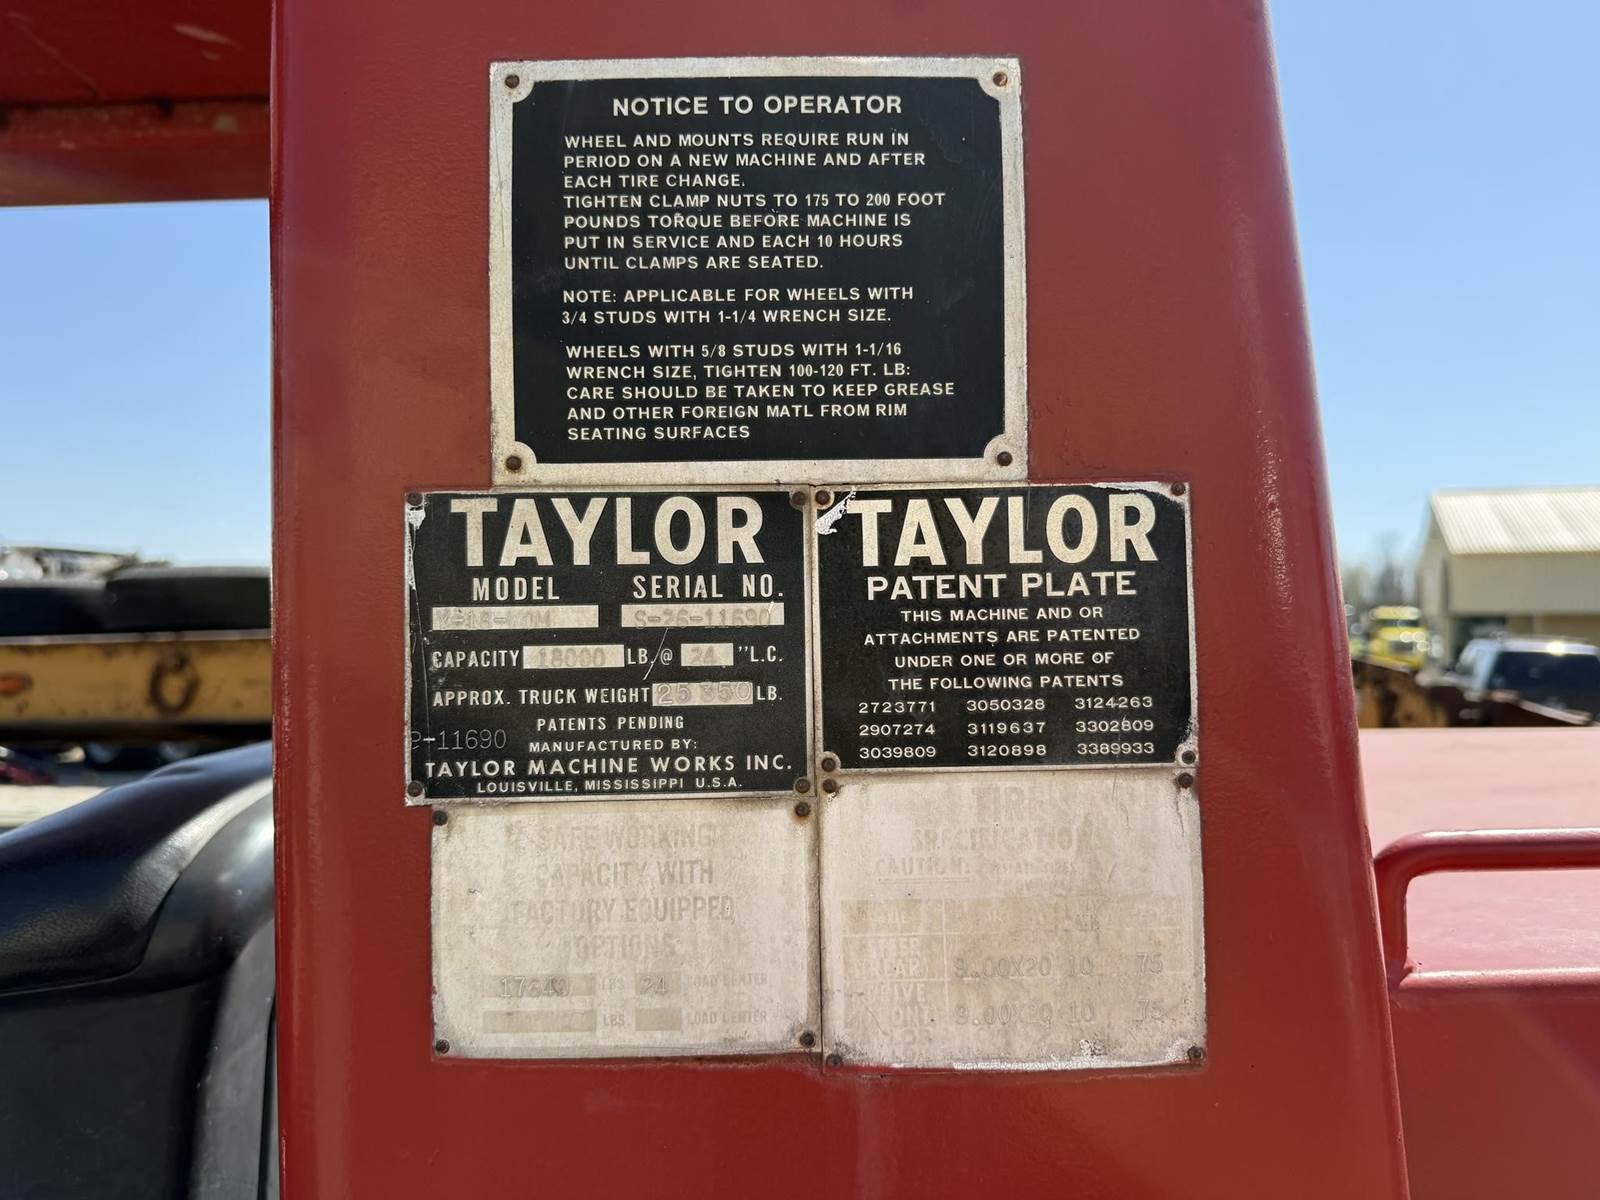 NOTICE TO OPERATOR
WHEEL AND MOUNTS REQUIRE RUN IN
PERIOD ON A NEW MACHINE AND AFTER
EACH TIRE CHANGE.
TIGHTEN CLAMP NUTS TO 175 TO 200 FOOT
POUNDS TORQUE BEFORE MACHINE IS
PUT IN SERVICE AND EACH 10 HOURS
UNTIL CLAMPS ARE SEATED.
NOTE: APPLICABLE FOR WHEELS WITH
3/4 STUDS WITH 1-1/4 WRENCH SIZE.
WHEELS WITH 5/8 STUDS WITH 1-1/16
WRENCH SIZE, TIGHTEN 100-120 FT. LB:
CARE SHOULD BE TAKEN TO KEEP GREASE
AND OTHER FOREIGN MATL FROM RIM
SEATING SURFACES
TAYLOR
MODEL SERIAL NO.
S-26-11690
CAPACITY 18000 LB. @ 24 "L.C.
APPROX. TRUCK WEIGHT 25 350 LB.
PATENTS PENDING
P-11690
MANUFACTURED BY:
TAYLOR MACHINE WORKS INC.
LOUISVILLE, MISSISSIPPI U.S.A.
TAYLOR
PATENT PLATE
THIS MACHINE AND OR
ATTACHMENTS ARE PATENTED
UNDER ONE OR MORE OF
THE FOLLOWING PATENTS
2723771 3050328 3124263
2907274 3119637 3302809
3039809 3120898 3389933
SAFE WORKING
CAPACITY WITH
FACTORY EQUIPPED
OPTIONS
17640 LBS 24 LOAD CENTER
LBS. LOAD CENTER
TIRE
SPECIFICATION
CAUTION:
9.00X20 10 75
9.00X20 10 75